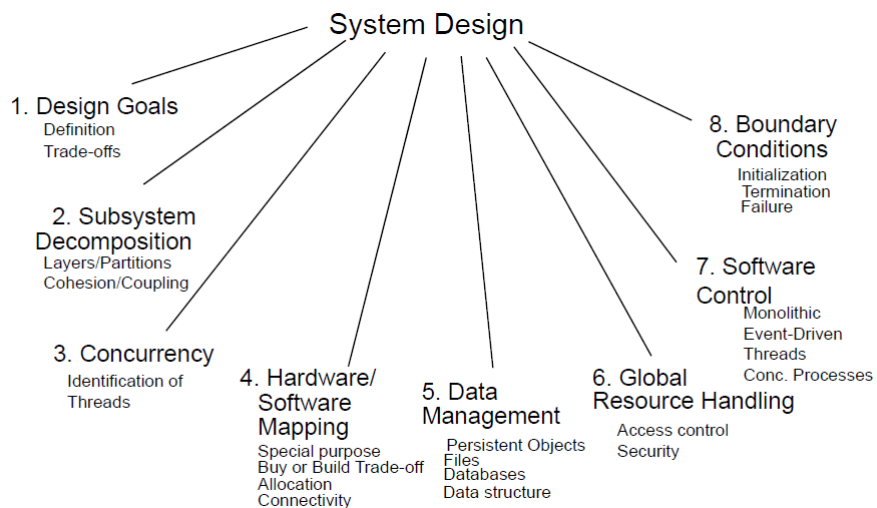 System Design
1. Design Goals
Definition
Trade-offs
2. Subsystem
Decomposition
Layers/Partitions
Cohesion/Coupling
3. Concurrency
Identification of
Threads
4. Hardware/
Software
Mapping
Special purpose
Buy or Build Trade-off
Allocation
Connectivity
5. Data
Management
Persistent Objects
Files
Databases
Data structure
6. Global
Resource Handling
Access control
Security
7. Software
Control
Monolithic
Event-Driven
Threads
Conc. Processes
8. Boundary
Conditions
Initialization
Termination
Failure